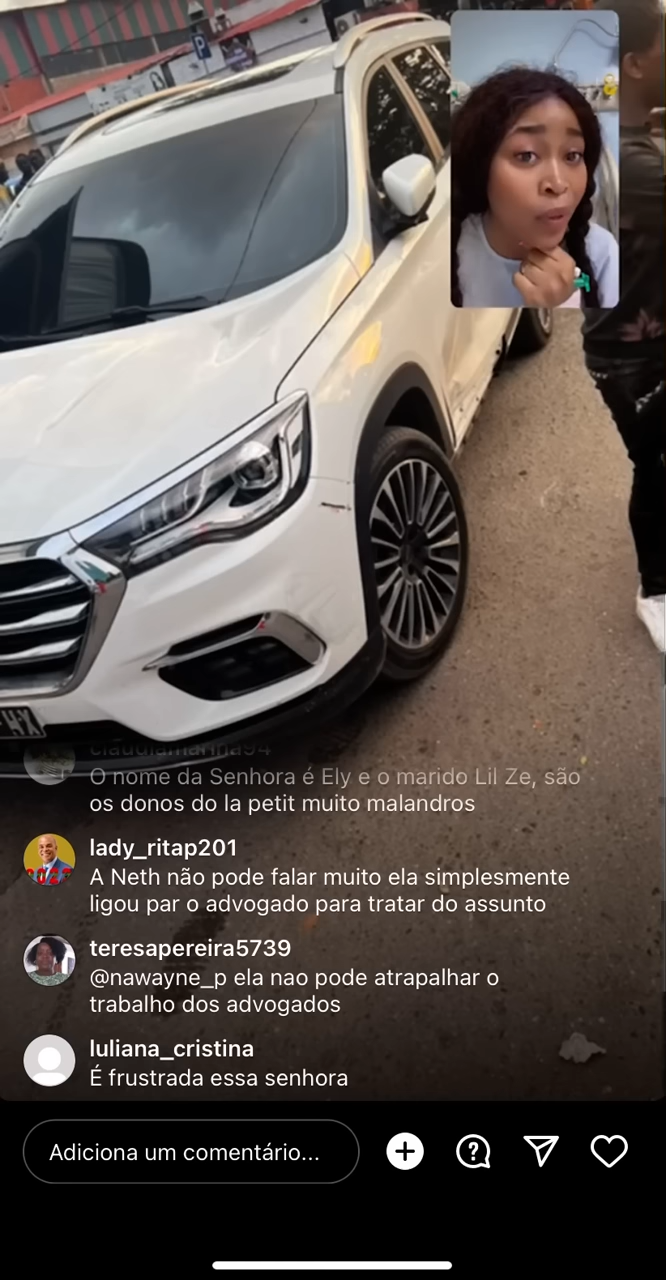 P
HX
claudiamarina94
O nome da Senhora é Ely e o marido Lil Ze, são
os donos do la petit muito malandros
lady_ritap201
A Neth não pode falar muito ela simplesmente
ligou par o advogado para tratar do assunto
teresapereira5739
@nawayne_p ela nao pode atrapalhar o
trabalho dos advogados
luliana_cristina
É frustrada essa senhora
Adiciona um comentário...